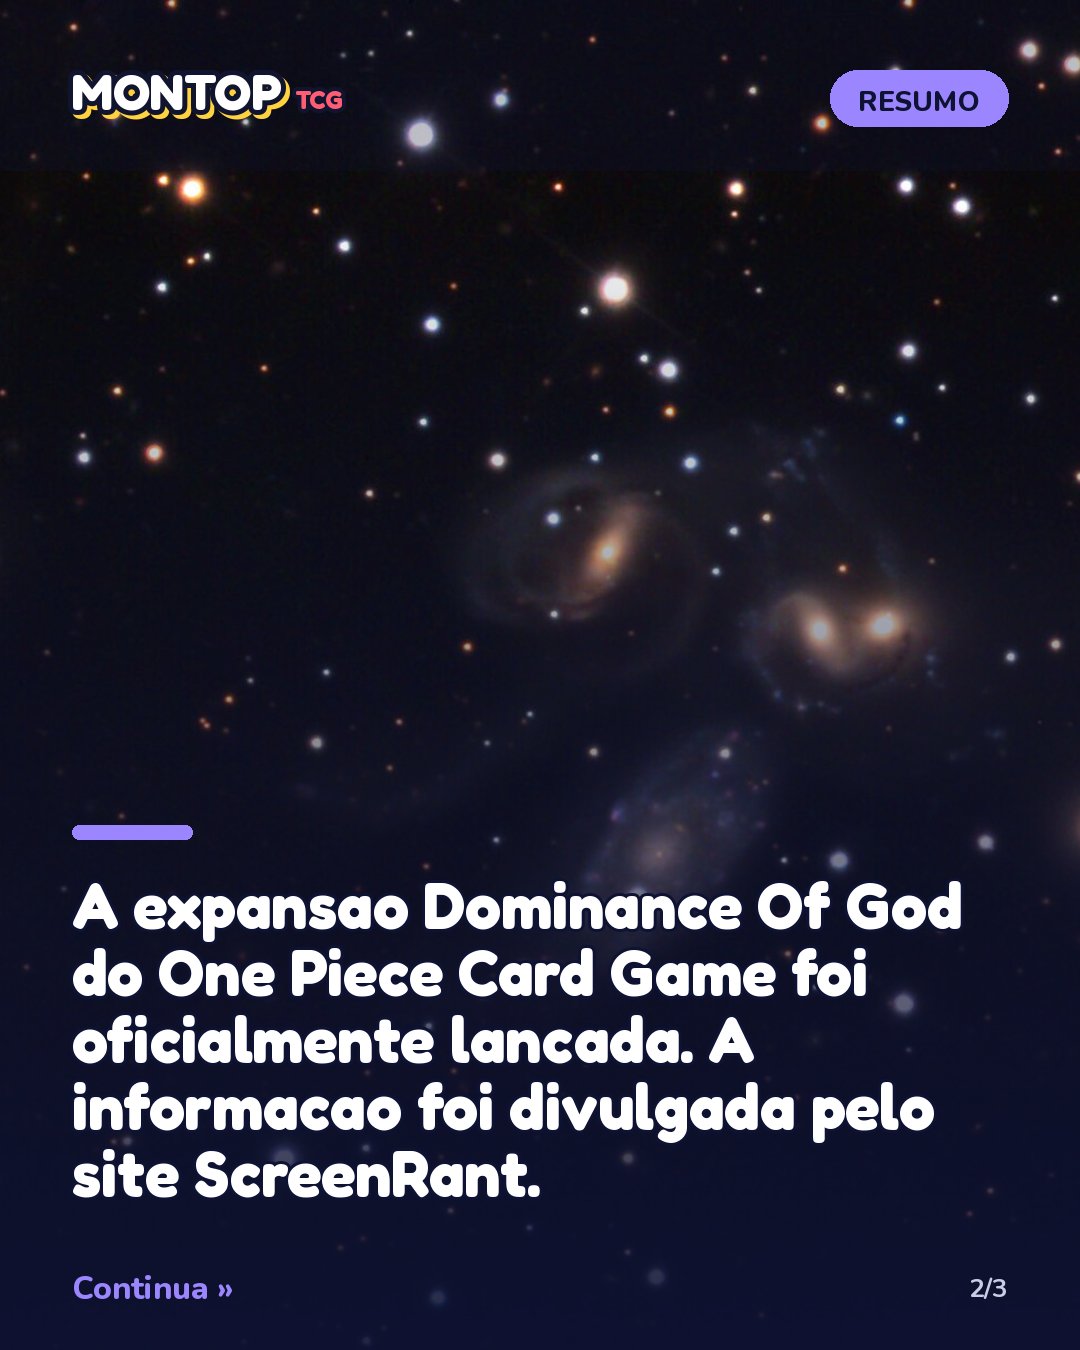 MONTOP TCG
RESUMO
A expansao Dominance Of God
do One Piece Card Game foi
oficialmente lancada. A
informacao foi divulgada pelo
site ScreenRant.
Continua »
2/3